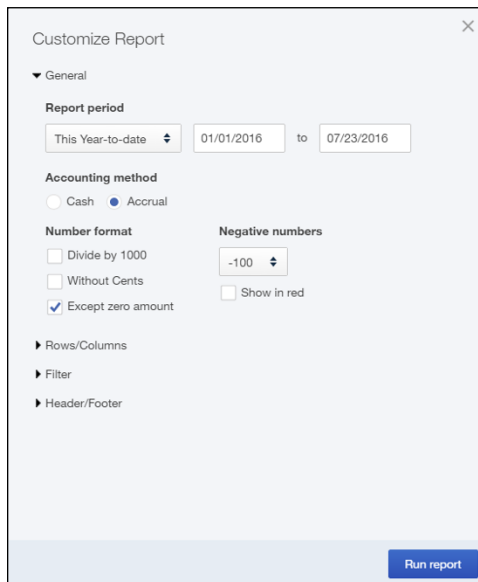 Customize Report
General
Report period
This Year-to-date 01/01/2016 to 07/23/2016
Accounting method
Cash Accrual
Number format Negative numbers
Divide by 1000 -100
Without Cents Show in red
Except zero amount
Rows/Columns
Filter
Header/Footer
Run report